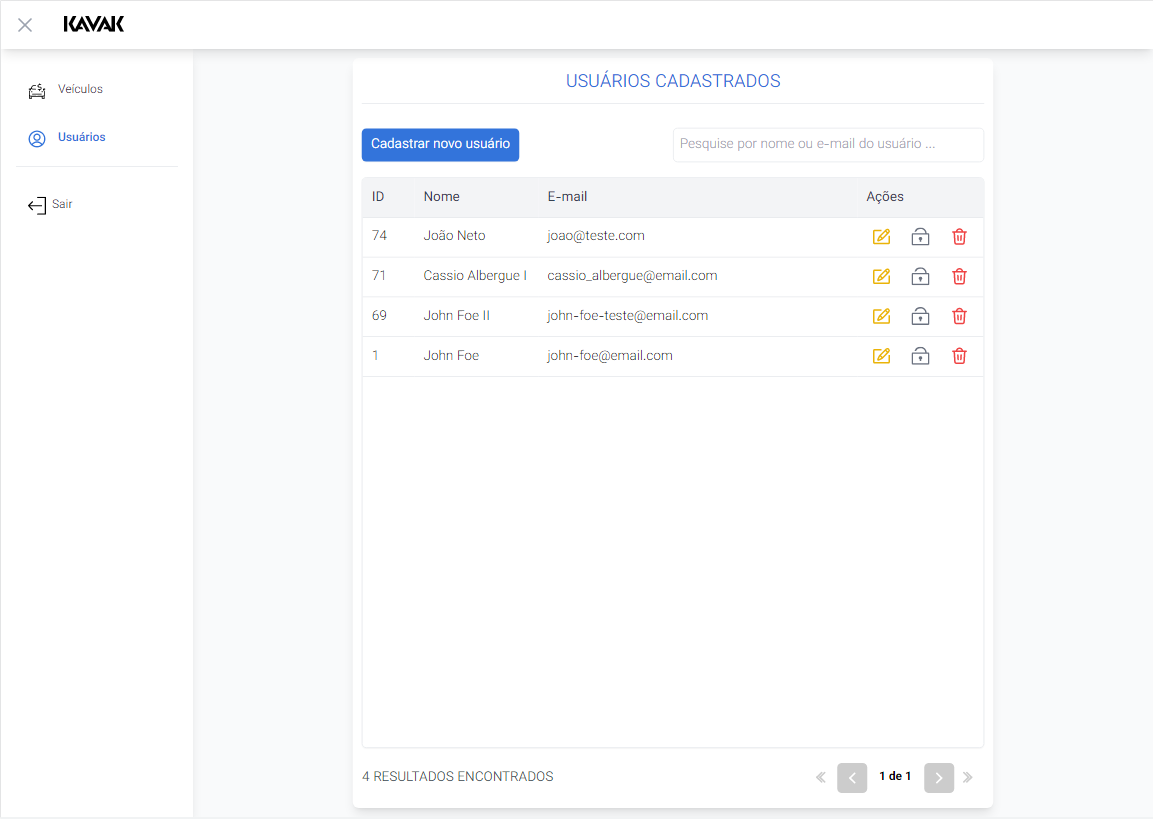 KAVAK
Veículos
Usuários
Sair
USUÁRIOS CADASTRADOS
Cadastrar novo usuário
Pesquise por nome ou e-mail do usuário ...
ID Nome E-mail Ações
74 João Neto joao@teste.com
71 Cassio Albergue I cassio_albergue@email.com
69 John Foe II john-foe-teste@email.com
1 John Foe john-foe@email.com
4 RESULTADOS ENCONTRADOS
1 de 1